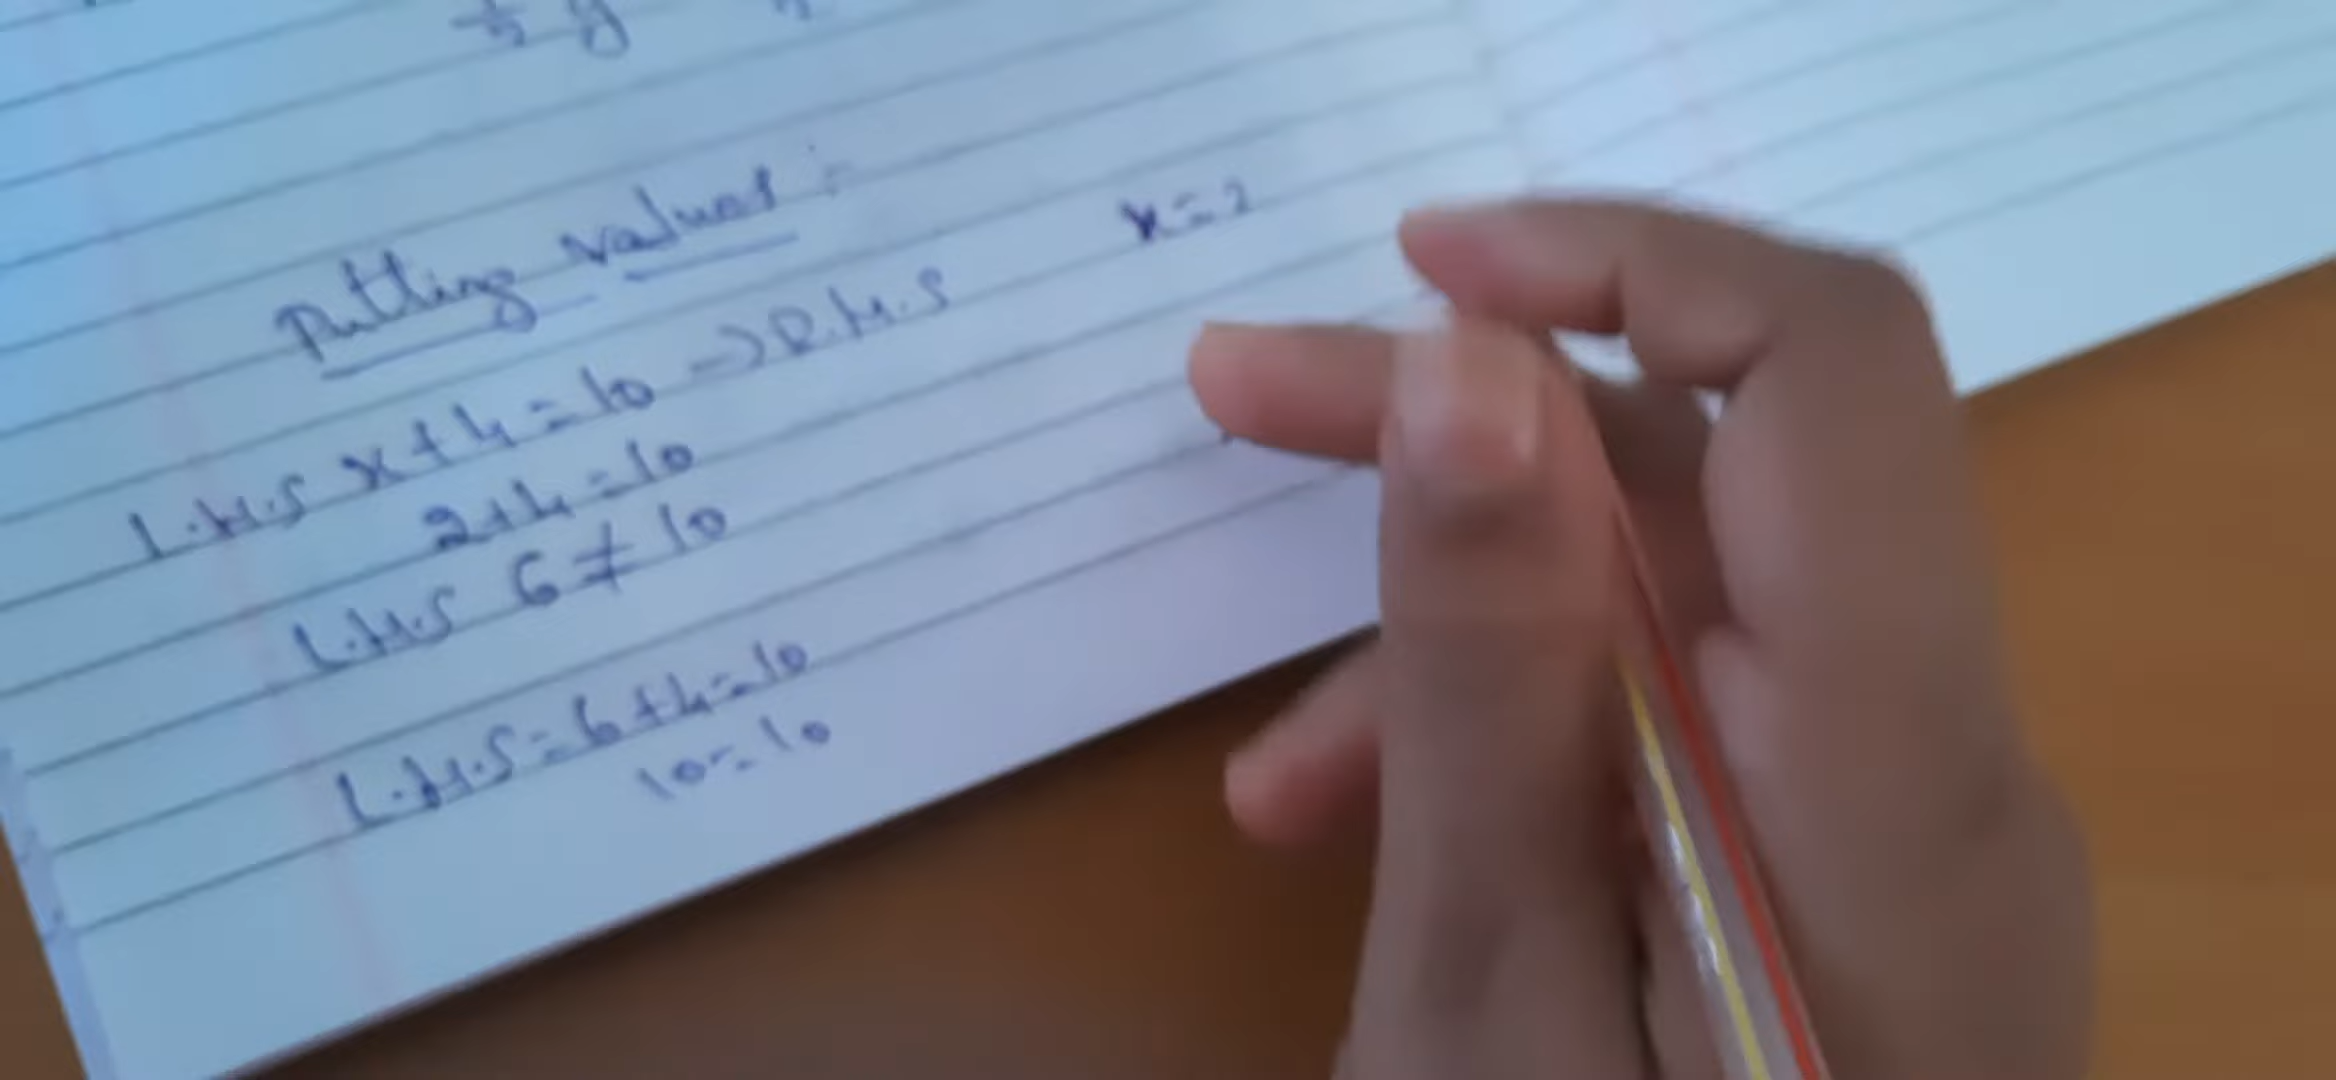 Putting values :-
x = 2
L.H.S x + 4 = 10 → R.H.S
2 + 4 = 10
L.H.S 6 ≠ 10
L.H.S = 6 + 4 = 10
10 = 10